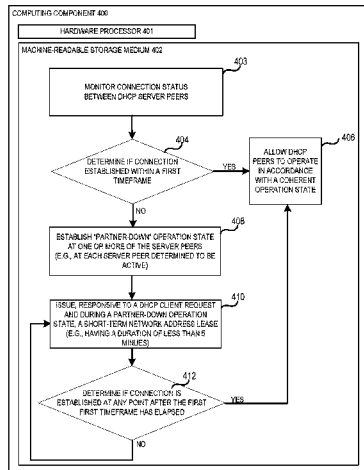 COMPUTING COMPONENT 400
HARDWARE PROCESSOR 401
MACHINE-READABLE STORAGE MEDIUM 402
403
MONITOR CONNECTION STATUS
BETWEEN DHCP SERVER PEERS
404
DETERMINE IF CONNECTION
ESTABLISHED WITHIN A FIRST
TIMEFRAME
YES
406
ALLOW DHCP
PEERS TO OPERATE
IN ACCORDANCE
WITH A COHERENT
OPERATION STATE
NO
408
ESTABLISH "PARTNER-DOWN" OPERATION STATE
AT ONE OR MORE OF THE SERVER PEERS
(E.G., AT EACH SERVER PEER DETERMINED TO BE
ACTIVE)
410
ISSUE, RESPONSIVE TO A DHCP CLIENT REQUEST
AND DURING A PARTNER-DOWN OPERATION
STATE, A SHORT-TERM NETWORK ADDRESS LEASE
(E.G., HAVING A DURATION OF LESS THAN 5
MINUES)
412
DETERMINE IF CONNECTION IS
ESTABLISHED AT ANY POINT AFTER THE FIRST
FIRST TIMEFRAME HAS ELAPSED
YES
NO